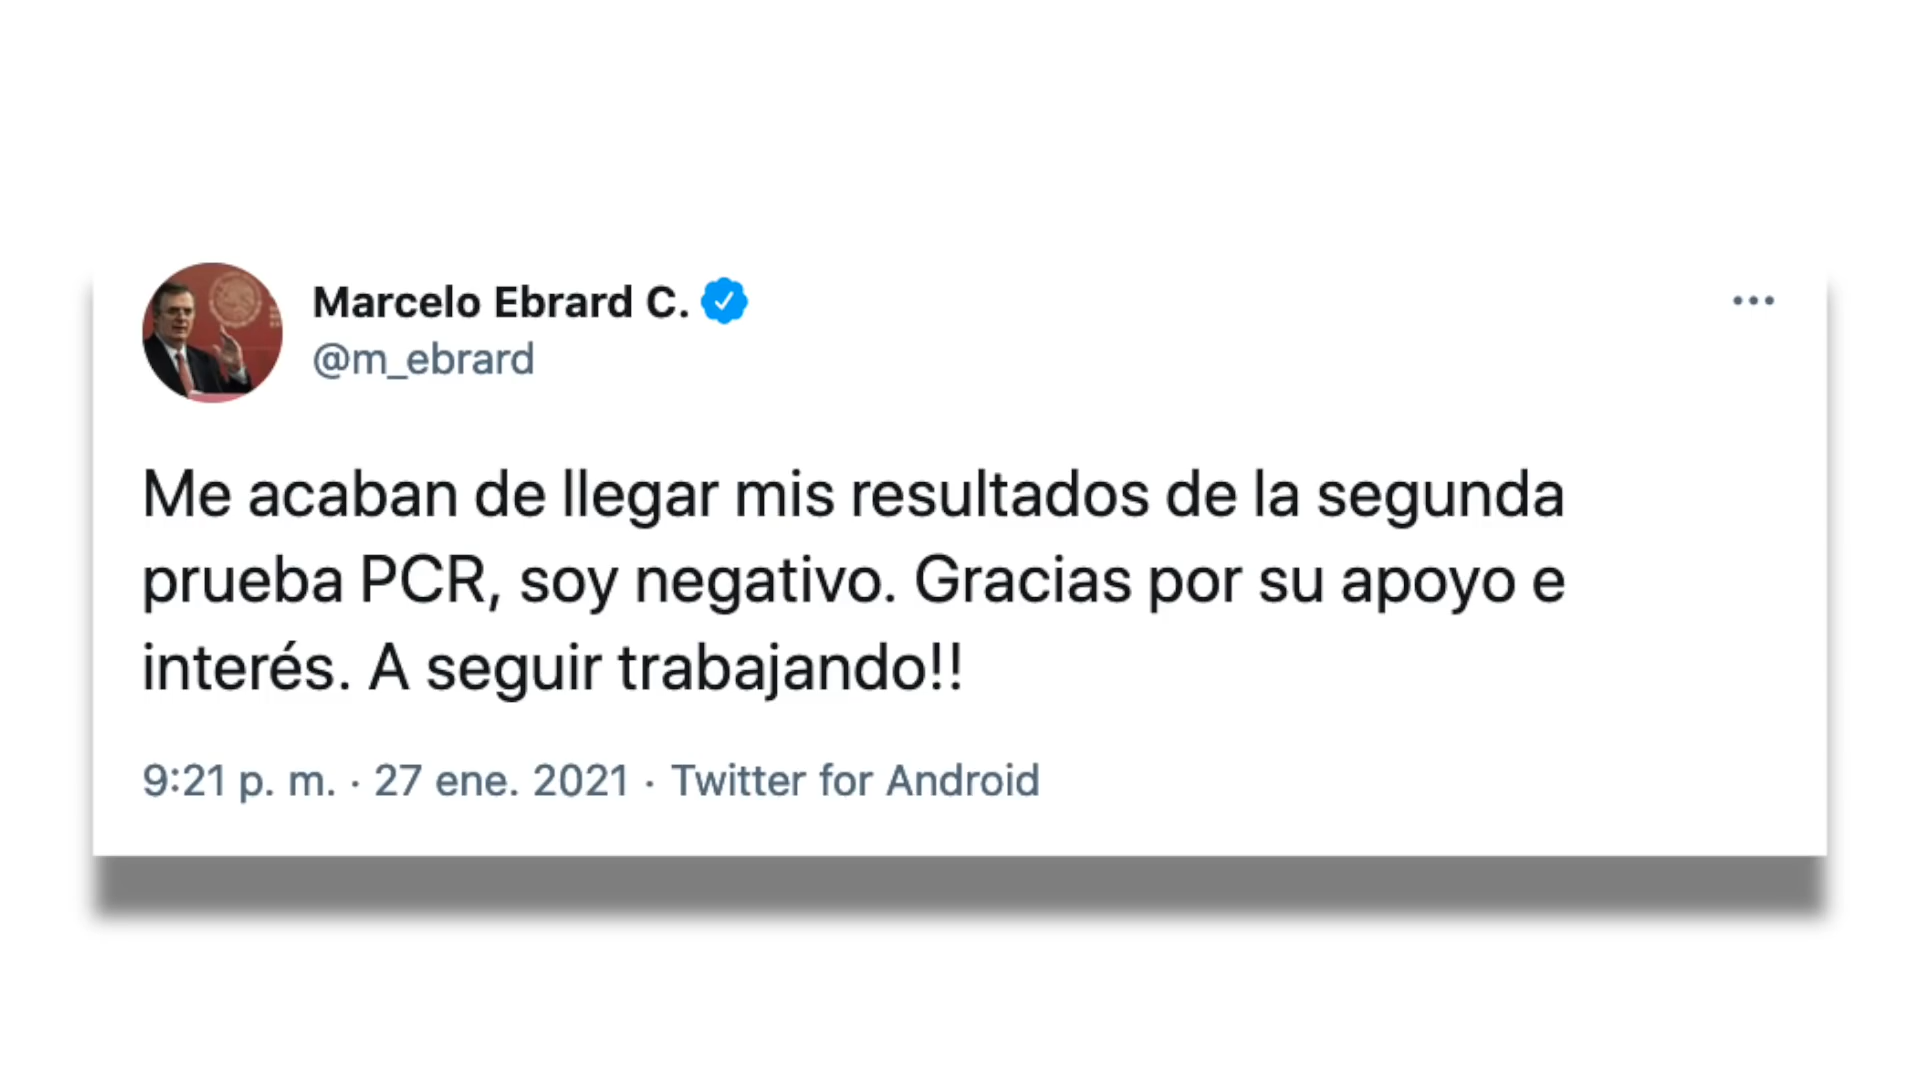 Marcelo Ebrard C.
@m_ebrard
Me acaban de llegar mis resultados de la segunda
prueba PCR, soy negativo. Gracias por su apoyo e
interés. A seguir trabajando!!
9:21 p. m. · 27 ene. 2021 · Twitter for Android